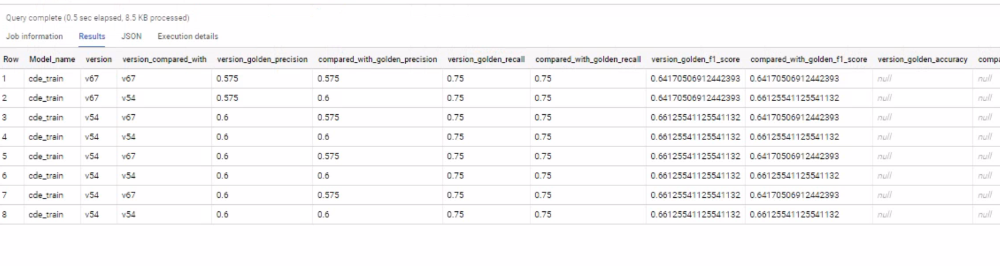 Query complete (0.5 sec elapsed, 8.5 KB processed)
Job information Results JSON Execution details
Row Model_name version version_compared_with version_golden_precision compared_with_golden_precision version_golden_recall compared_with_golden_recall version_golden_f1_score compared_with_golden_f1_score version_golden_accuracy compa
1 cde_train v67 v67 0.575 0.575 0.75 0.75 0.64170506912442393 0.64170506912442393 null null
2 cde_train v67 v54 0.575 0.6 0.75 0.75 0.64170506912442393 0.66125541125541132 null null
3 cde_train v54 v67 0.6 0.575 0.75 0.75 0.66125541125541132 0.64170506912442393 null null
4 cde_train v54 v54 0.6 0.6 0.75 0.75 0.66125541125541132 0.66125541125541132 null null
5 cde_train v54 v67 0.6 0.575 0.75 0.75 0.66125541125541132 0.64170506912442393 null null
6 cde_train v54 v54 0.6 0.6 0.75 0.75 0.66125541125541132 0.66125541125541132 null null
7 cde_train v54 v67 0.6 0.575 0.75 0.75 0.66125541125541132 0.64170506912442393 null null
8 cde_train v54 v54 0.6 0.6 0.75 0.75 0.66125541125541132 0.66125541125541132 null null